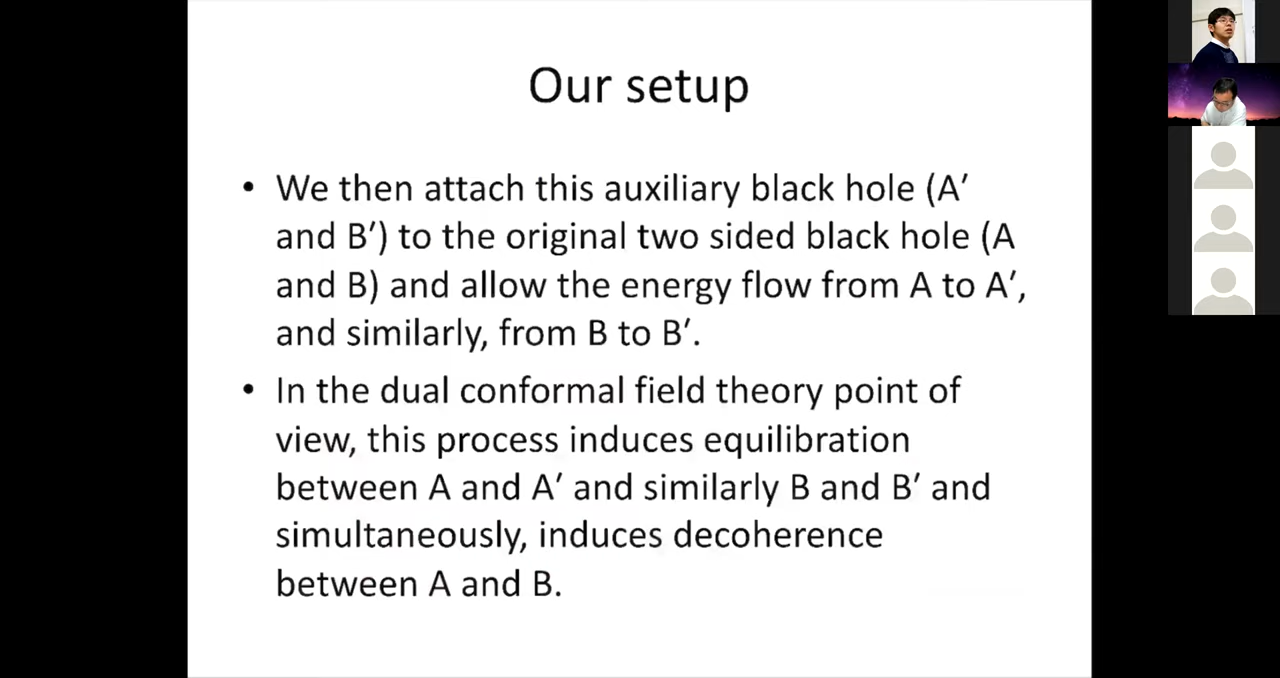 Our setup
• We then attach this auxiliary black hole (A′
and B′) to the original two sided black hole (A
and B) and allow the energy flow from A to A′,
and similarly, from B to B′.
• In the dual conformal field theory point of
view, this process induces equilibration
between A and A′ and similarly B and B′ and
simultaneously, induces decoherence
between A and B.